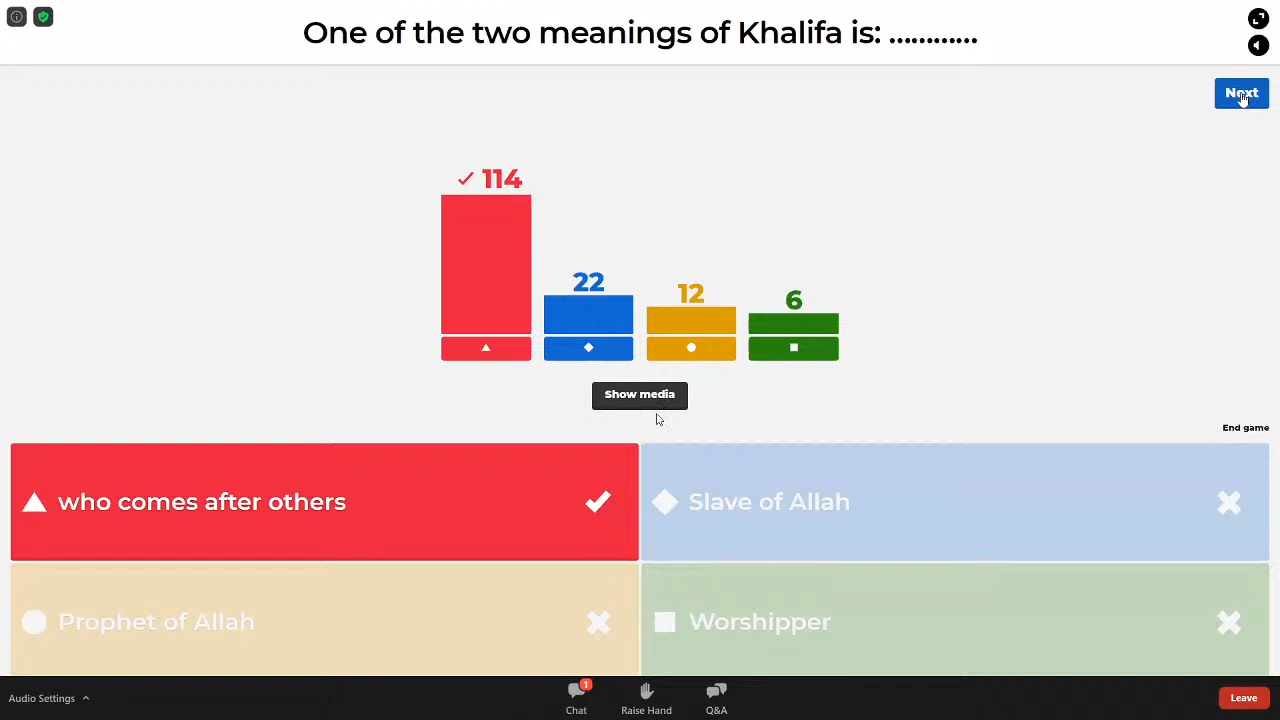 One of the two meanings of Khalifa is: ............
Next
114
22
12
6
Show media
End game
who comes after others
Slave of Allah
Prophet of Allah
Worshipper
Audio Settings
1
Chat
Raise Hand
Q&A
Leave